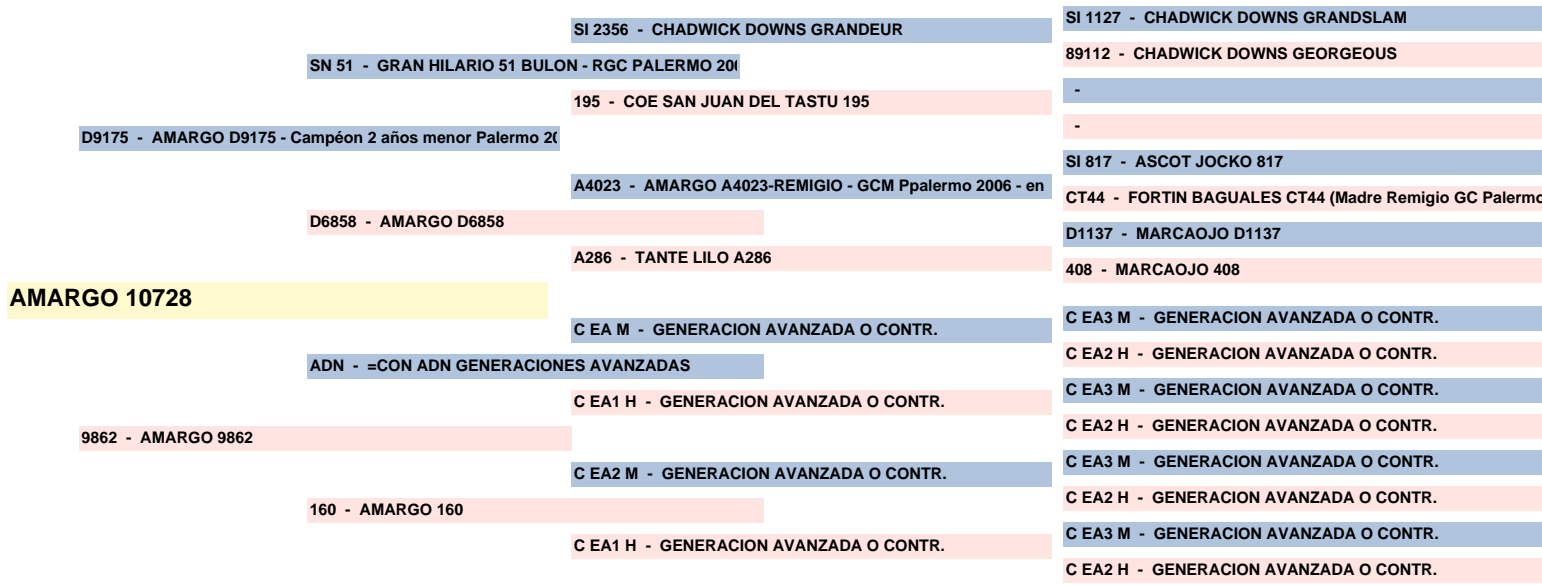 SI 2356 - CHADWICK DOWNS GRANDEUR
SI 1127 - CHADWICK DOWNS GRANDSLAM
89112 - CHADWICK DOWNS GEORGEOUS
SN 51 - GRAN HILARIO 51 BULON - RGC PALERMO 20
195 - COE SAN JUAN DEL TASTU 195
-
-
D9175 - AMARGO D9175 - Campéon 2 años menor Palermo 20
SI 817 - ASCOT JOCKO 817
A4023 - AMARGO A4023-REMIGIO - GCM Ppalermo 2006 - en
CT44 - FORTIN BAGUALES CT44 (Madre Remigio GC Palermo
D6858 - AMARGO D6858
D1137 - MARCAOJO D1137
A286 - TANTE LILO A286
408 - MARCAOJO 408
AMARGO 10728
C EA M - GENERACION AVANZADA O CONTR.
C EA3 M - GENERACION AVANZADA O CONTR.
C EA2 H - GENERACION AVANZADA O CONTR.
ADN - =CON ADN GENERACIONES AVANZADAS
C EA1 H - GENERACION AVANZADA O CONTR.
C EA3 M - GENERACION AVANZADA O CONTR.
C EA2 H - GENERACION AVANZADA O CONTR.
9862 - AMARGO 9862
C EA2 M - GENERACION AVANZADA O CONTR.
C EA3 M - GENERACION AVANZADA O CONTR.
C EA2 H - GENERACION AVANZADA O CONTR.
160 - AMARGO 160
C EA1 H - GENERACION AVANZADA O CONTR.
C EA3 M - GENERACION AVANZADA O CONTR.
C EA2 H - GENERACION AVANZADA O CONTR.